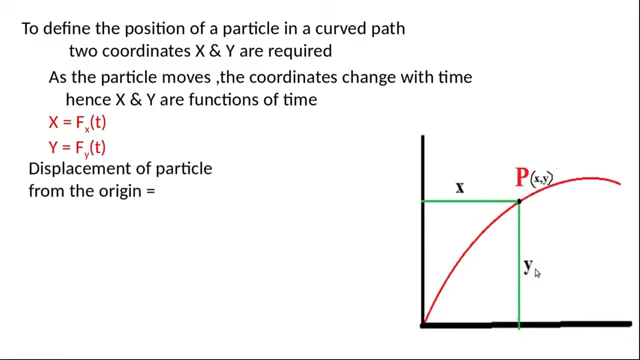 To define the position of a particle in a curved path
two coordinates X & Y are required
As the particle moves ,the coordinates change with time
hence X & Y are functions of time
X = Fx(t)
Y = Fy(t)
Displacement of particle
from the origin =
P(x,y)
x
y